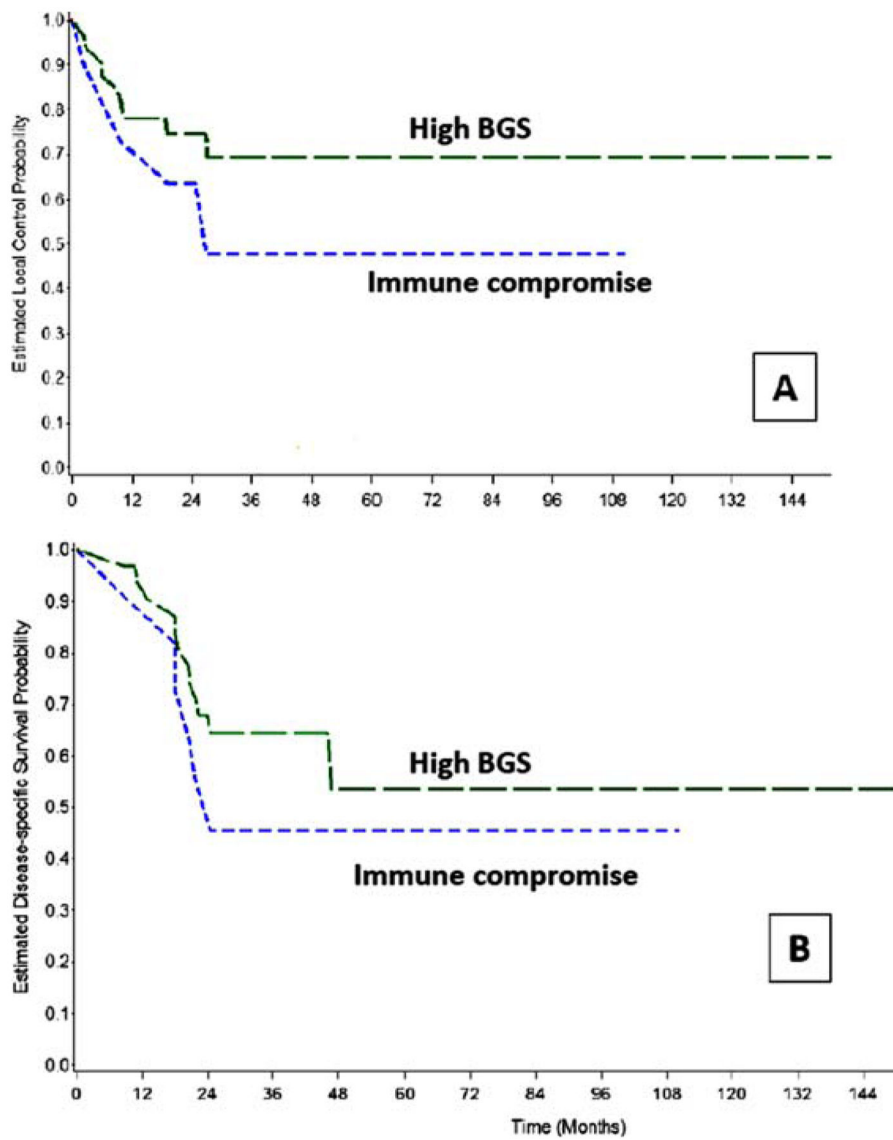 Estimated Local Control Probability
1.0
0.9
0.8
0.7
0.6
0.5
0.4
0.3
0.2
0.1
0.0
High BGS
Immune compromise
A
0 12 24 36 48 60 72 84 96 108 120 132 144
Estimated Disease-specific Survival Probability
1.0
0.9
0.8
0.7
0.6
0.5
0.4
0.3
0.2
0.1
0.0
High BGS
Immune compromise
B
0 12 24 36 48 60 72 84 96 108 120 132 144
Time (Months)